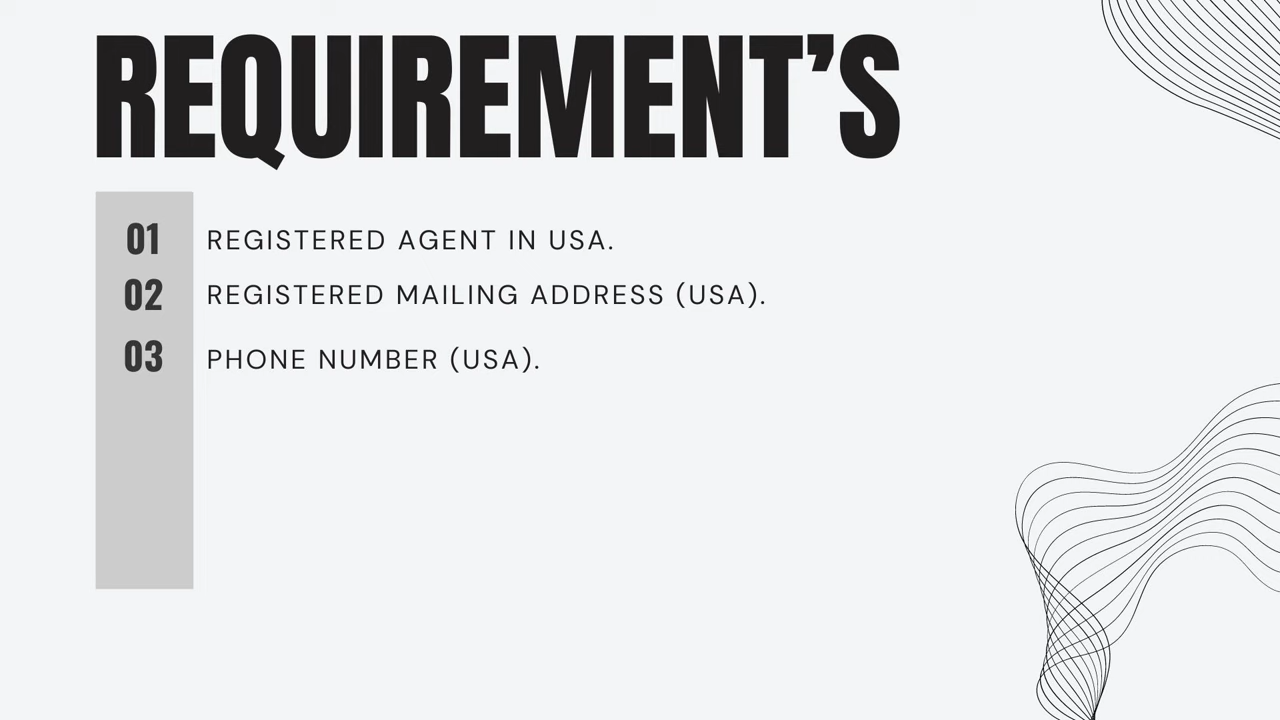 REQUIREMENT’S
01 REGISTERED AGENT IN USA.
02 REGISTERED MAILING ADDRESS (USA).
03 PHONE NUMBER (USA).